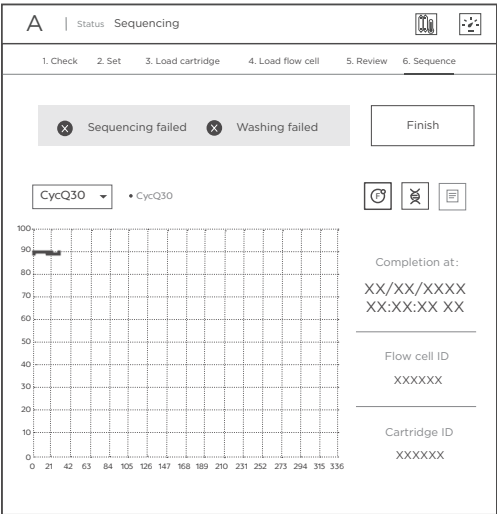 A | Status Sequencing
1. Check 2. Set 3. Load cartridge 4. Load flow cell 5. Review 6. Sequence
X Sequencing failed X Washing failed
Finish
CycQ30 • CycQ30
F
100
90
80
70
60
50
40
30
20
10
0
0 21 42 63 84 105 126 147 168 189 210 231 252 273 294 315 336
Completion at:
XX/XX/XXXX
XX:XX:XX XX
Flow cell ID
XXXXXX
Cartridge ID
XXXXXX